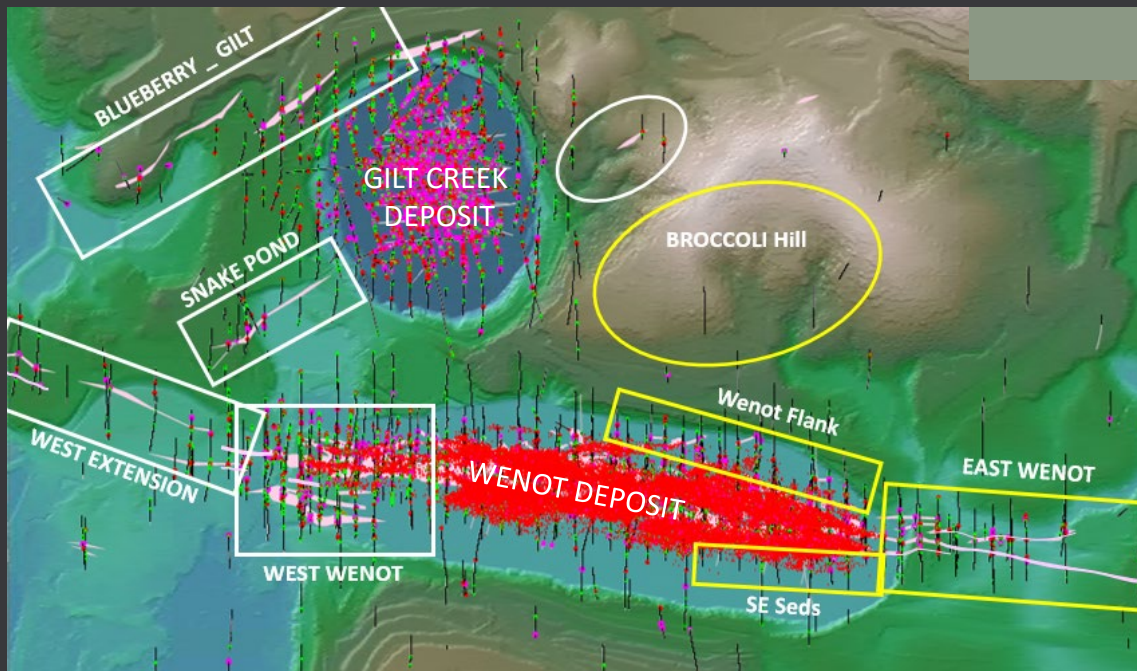 BLUEBERRY _GILT
GILT CREEK
DEPOSIT
BROCCOLI Hill
SNAKE POND
Wenot Flank
WEST EXTENSION
WENOT DEPOSIT
EAST WENOT
WEST WENOT
SE Seds